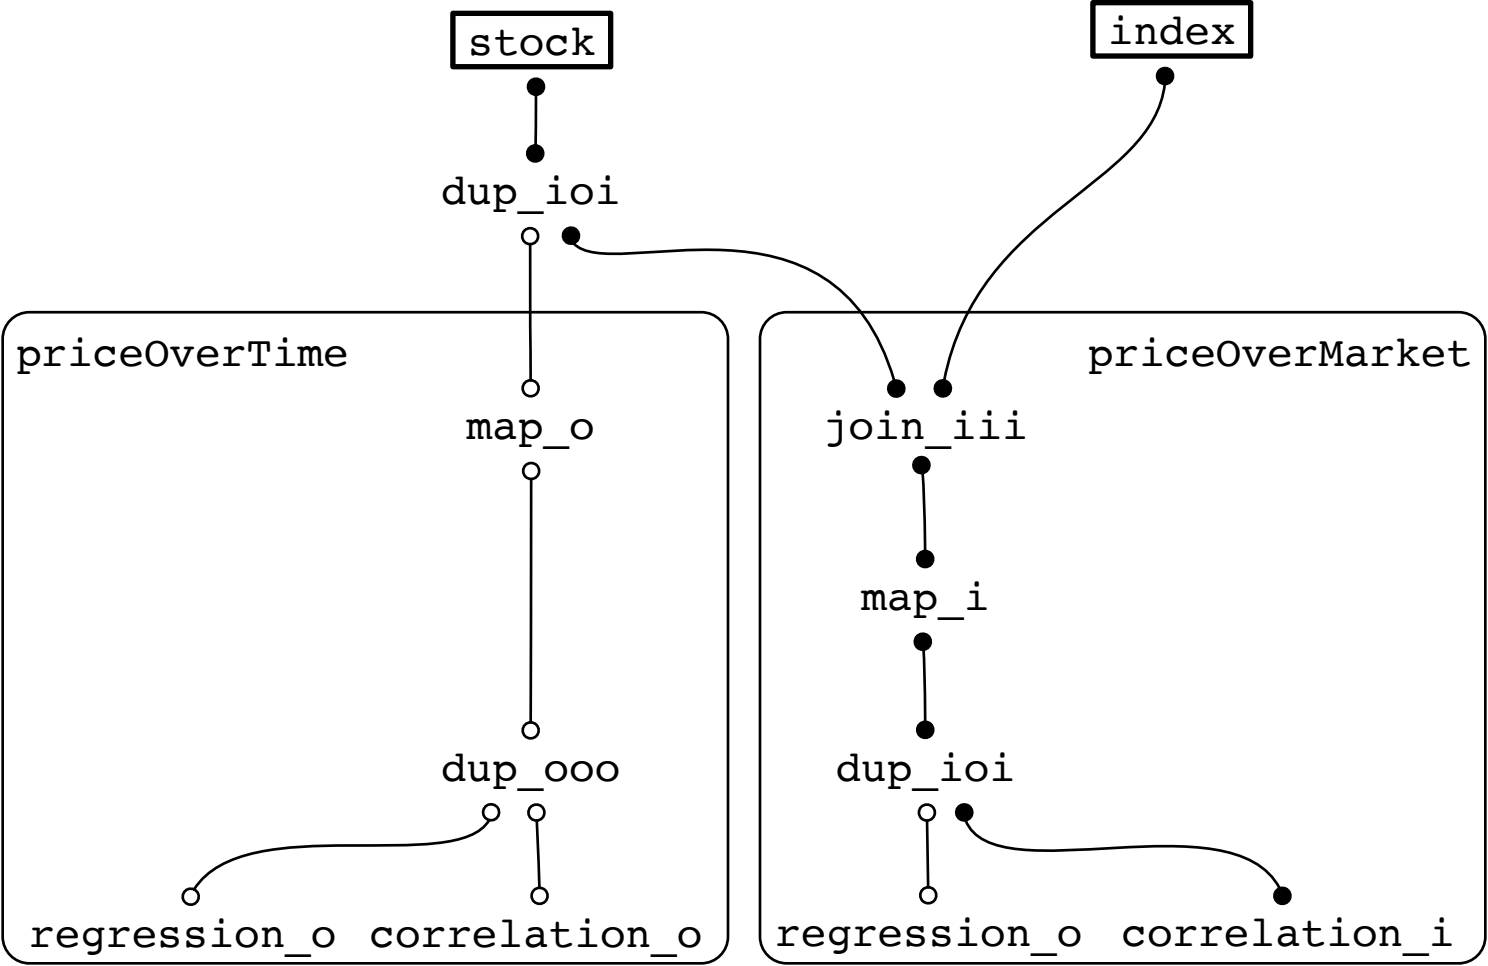 stock
index
dup_ioi
priceOverTime
priceOverMarket
map_o
join_iii
map_i
dup_ooo
dup_ioi
regression_o
correlation_o
regression_o
correlation_i